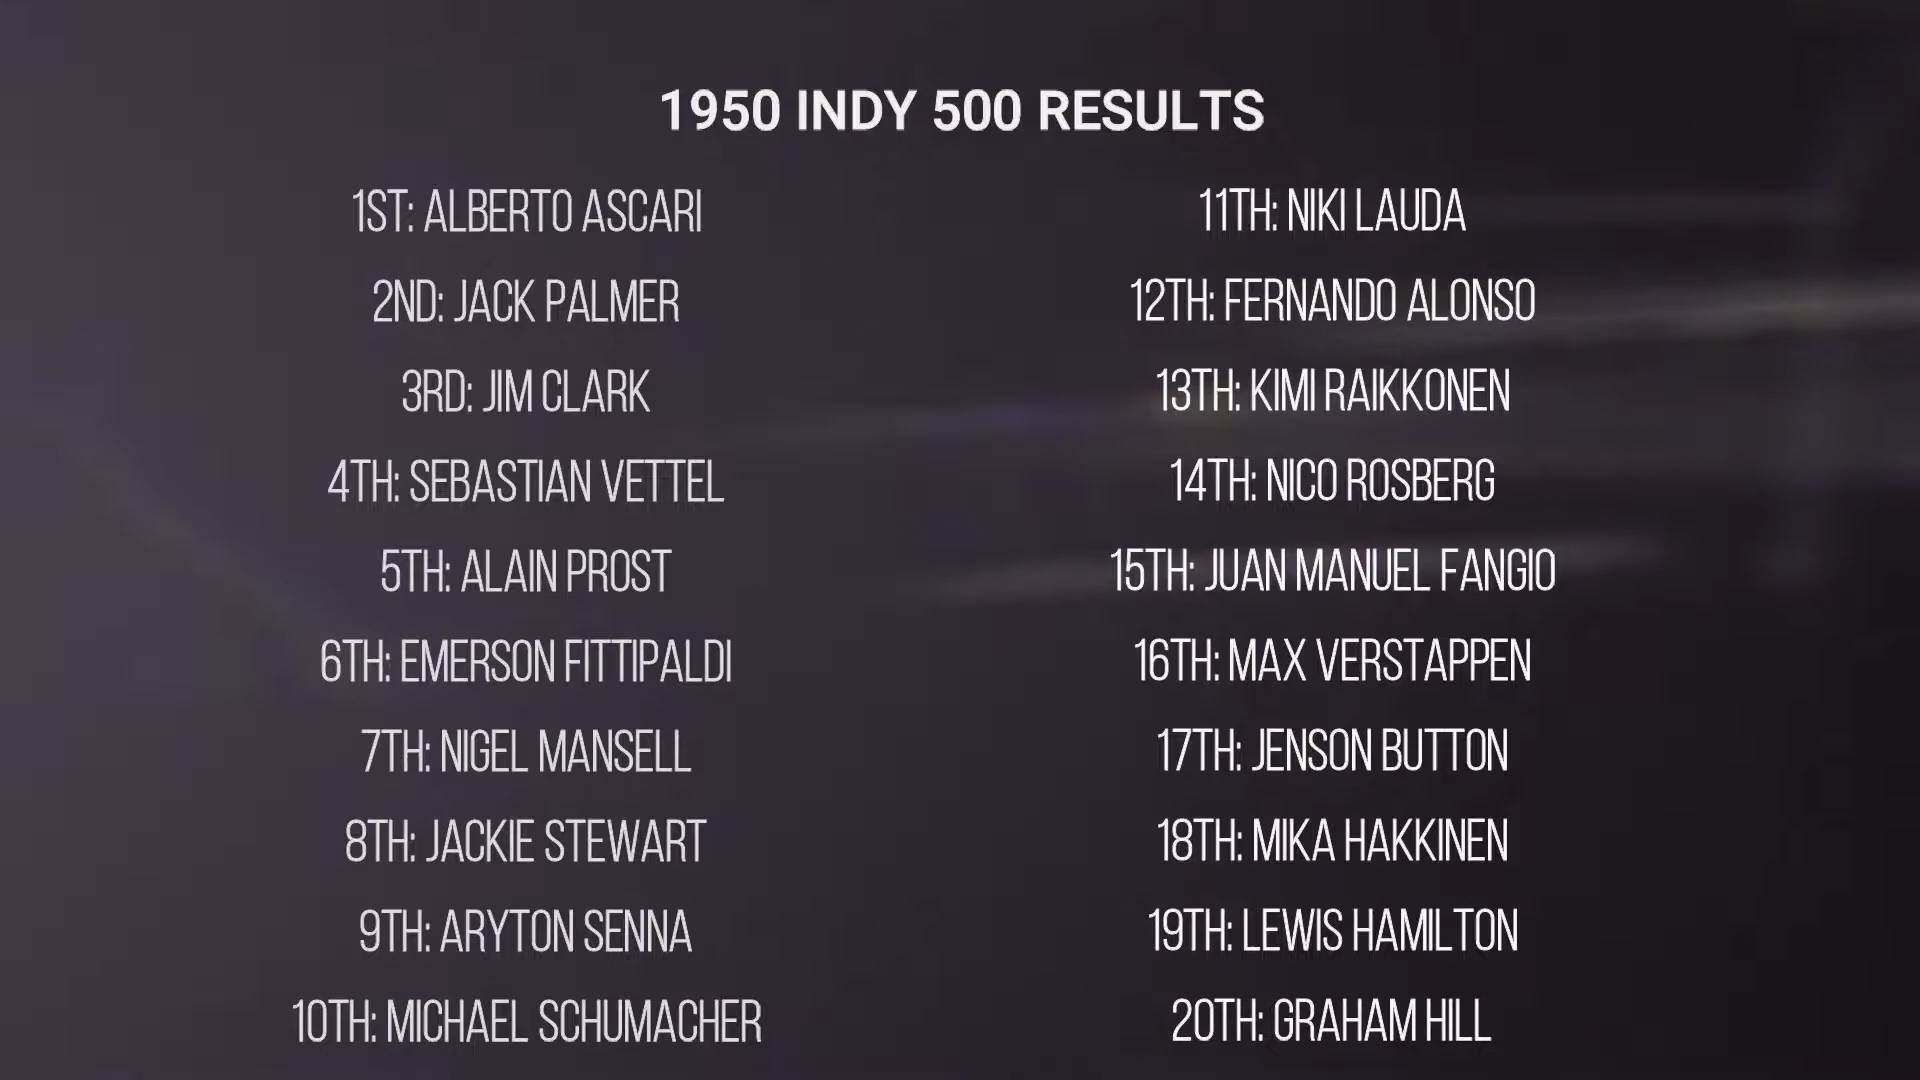 1950 INDY 500 RESULTS
1ST: ALBERTO ASCARI
2ND: JACK PALMER
3RD: JIM CLARK
4TH: SEBASTIAN VETTEL
5TH: ALAIN PROST
6TH: EMERSON FITTIPALDI
7TH: NIGEL MANSELL
8TH: JACKIE STEWART
9TH: ARYTON SENNA
10TH: MICHAEL SCHUMACHER
11TH: NIKI LAUDA
12TH: FERNANDO ALONSO
13TH: KIMI RAIKKONEN
14TH: NICO ROSBERG
15TH: JUAN MANUEL FANGIO
16TH: MAX VERSTAPPEN
17TH: JENSON BUTTON
18TH: MIKA HAKKINEN
19TH: LEWIS HAMILTON
20TH: GRAHAM HILL